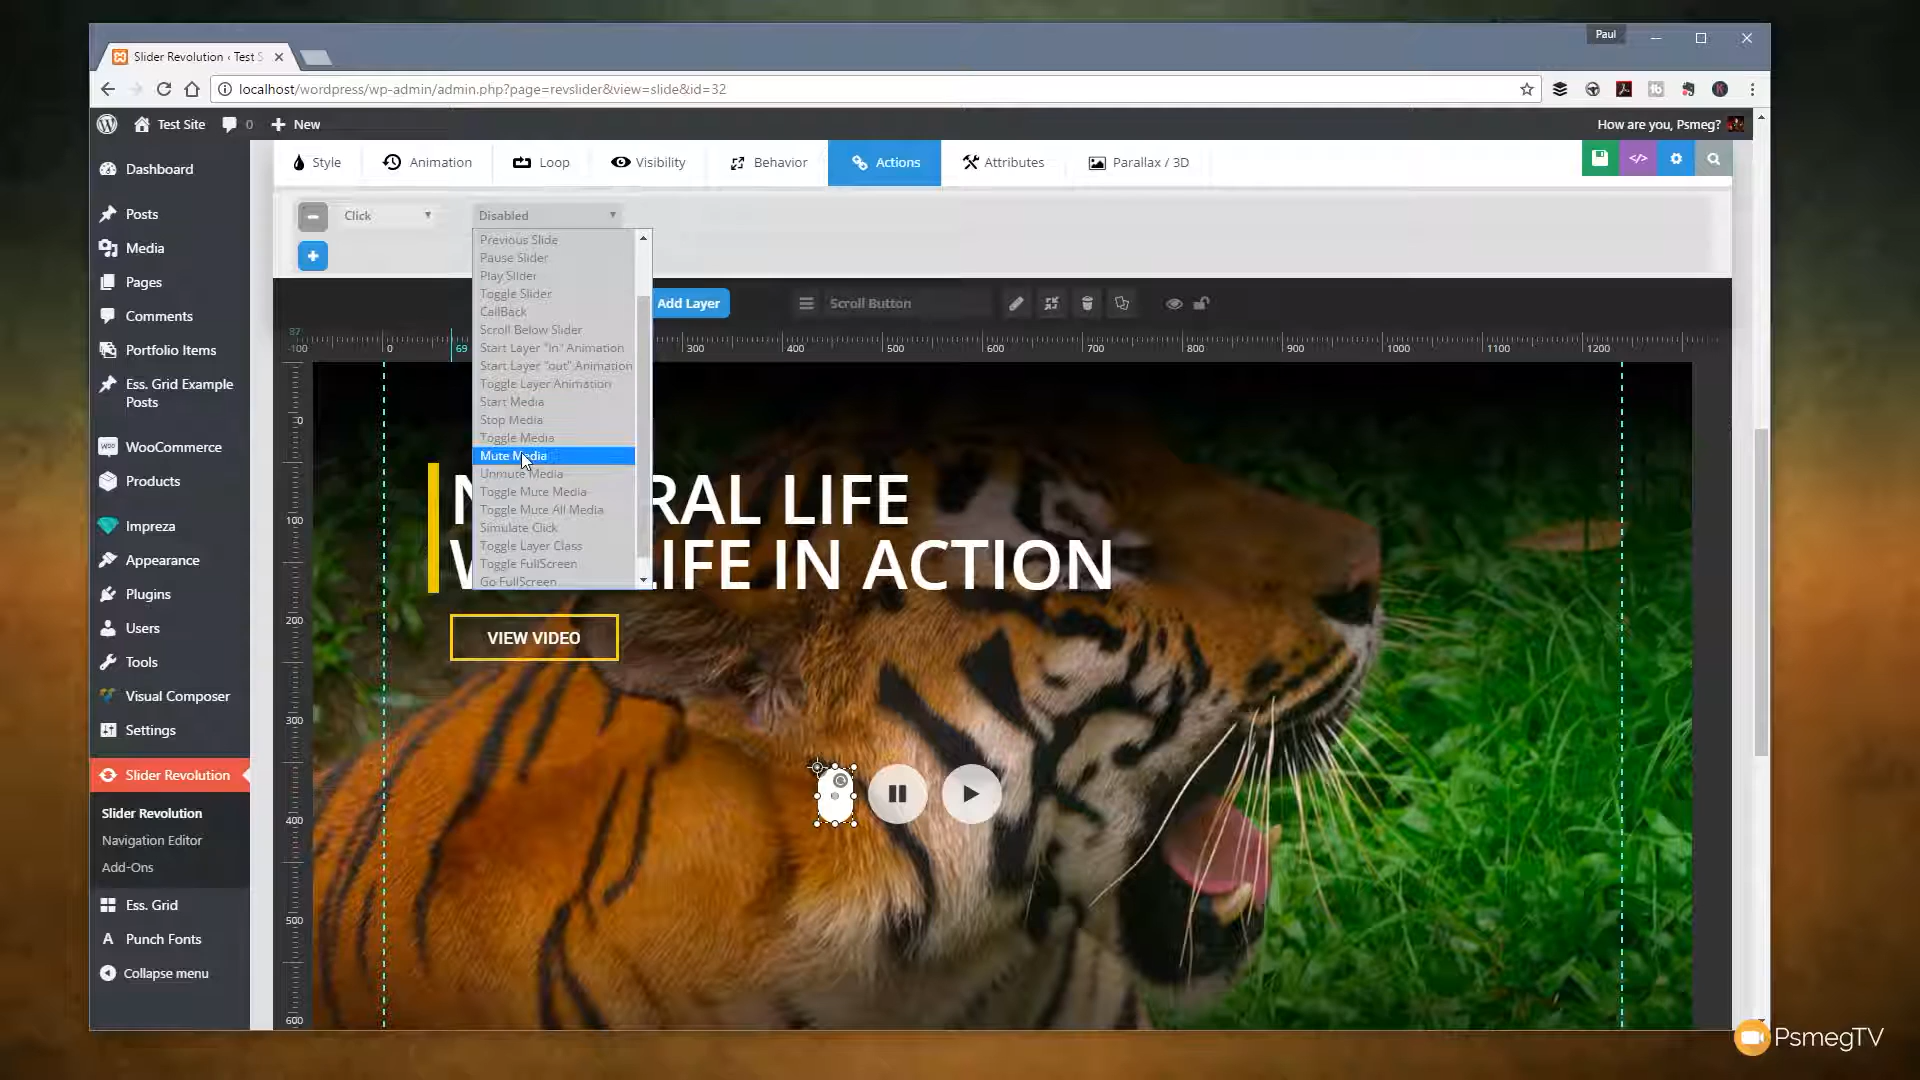 Paul
Slider Revolution ‹ Test S
localhost/wordpress/wp-admin/admin.php?page=revslider&view=slide&id=32
Test Site
0
New
How are you, Psmeg?
Dashboard
Posts
Media
Pages
Comments
Portfolio Items
Ess. Grid Example
Posts
WooCommerce
Products
Impreza
Appearance
Plugins
Users
Tools
Visual Composer
Settings
Slider Revolution
Slider Revolution
Navigation Editor
Add-Ons
Ess. Grid
Punch Fonts
Collapse menu
Style
Animation
Loop
Visibility
Behavior
Actions
Attributes
Parallax / 3D
Click
Disabled
Previous Slide
Pause Slider
Play Slider
Toggle Slider
CallBack
Scroll Below Slider
Start Layer "in" Animation
Start Layer "out" Animation
Toggle Layer Animation
Start Media
Stop Media
Toggle Media
Mute Media
Unmute Media
Toggle Mute Media
Toggle Mute All Media
Simulate Click
Toggle Layer Class
Toggle FullScreen
Go FullScreen
Add Layer
Scroll Button
87
-100 0 69 300 400 500 600 700 800 900 1000 1100 1200
0
100
200
300
400
500
600
N RAL LIFE
W LIFE IN ACTION
VIEW VIDEO
PsmegTV